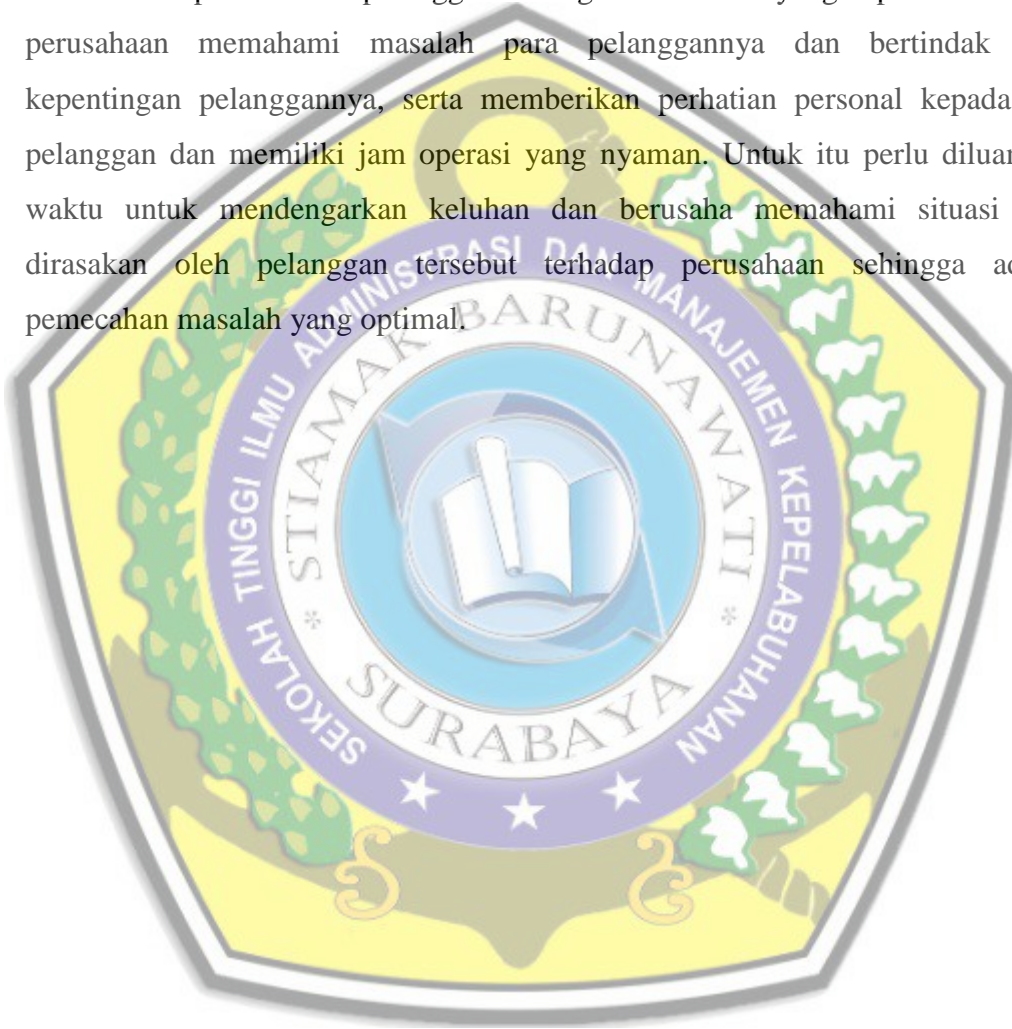 perusahaan memahami masalah para pelanggannya dan bertindak
kepentingan pelanggannya, serta memberikan perhatian personal kepada
pelanggan dan memiliki jam operasi yang nyaman. Untuk itu perlu diluan
waktu untuk mendengarkan keluhan dan berusaha memahami situasi
dirasakan oleh pelanggan tersebut terhadap perusahaan sehingga
pemecahan masalah yang optimal.
SEKOLAH TINGGI ILMU ADMINISTRASI DAN MANAJEMEN KEPELABUHANAN
* STIAMAK BARUNAWATI *
SURABAYA